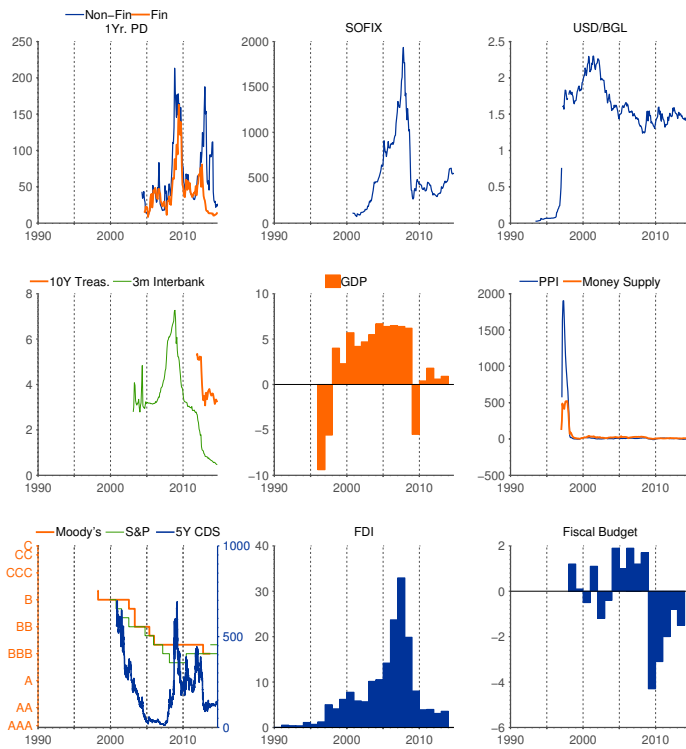 Non−Fin Fin
1Yr. PD
250
200
150
100
50
0
1990 2000 2010
SOFIX
2000
1500
1000
500
0
1990 2000 2010
USD/BGL
2.5
2
1.5
1
0.5
0
1990 2000 2010
10Y Treas. 3m Interbank
8
6
4
2
0
1990 2000 2010
GDP
10
5
0
−5
−10
1990 2000 2010
PPI Money Supply
2000
1500
1000
500
0
−500
1990 2000 2010
Moody's S&P 5Y CDS
C
CC
CCC
B
BB
BBB
A
AA
AAA
1000
500
0
1990 2000 2010
FDI
40
30
20
10
0
1990 2000 2010
Fiscal Budget
2
0
−2
−4
−6
1990 2000 2010